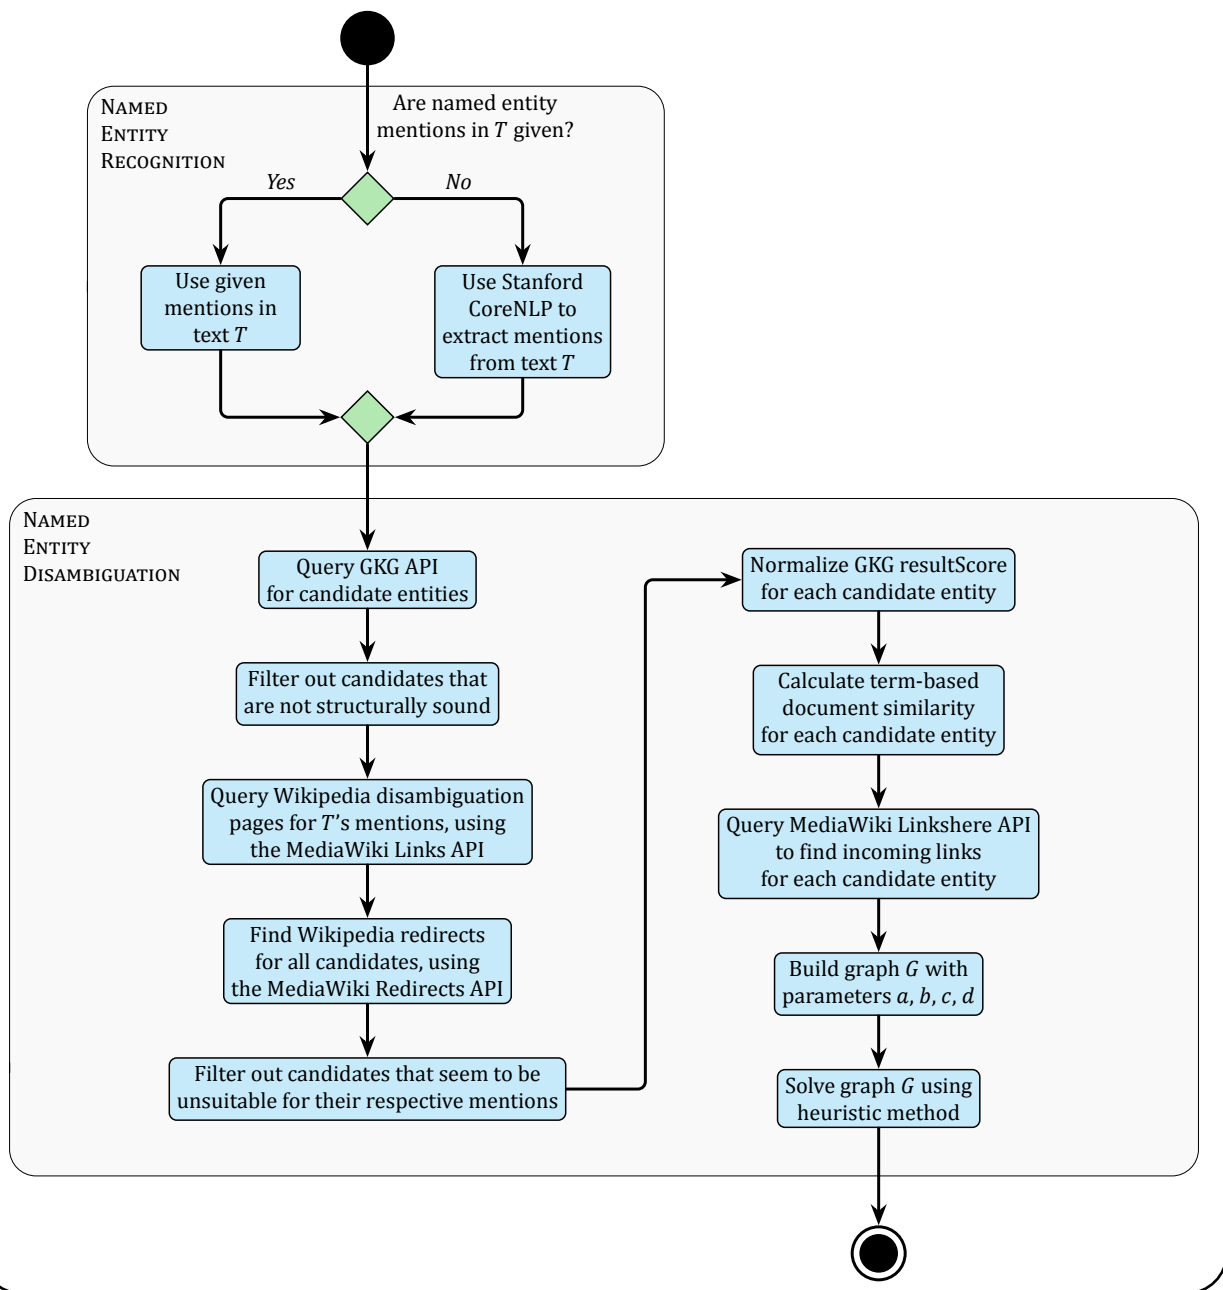 NAMED
ENTITY
RECOGNITION
Are named entity
mentions in T given?
Yes
No
Use given
mentions in
text T
Use Stanford
CoreNLP to
extract mentions
from text T
NAMED
ENTITY
DISAMBIGUATION
Query GKG API
for candidate entities
Filter out candidates that
are not structurally sound
Query Wikipedia disambiguation
pages for T’s mentions, using
the MediaWiki Links API
Find Wikipedia redirects
for all candidates, using
the MediaWiki Redirects API
Filter out candidates that seem to be
unsuitable for their respective mentions
Normalize GKG resultScore
for each candidate entity
Calculate term-based
document similarity
for each candidate entity
Query MediaWiki Linkshere API
to find incoming links
for each candidate entity
Build graph G with
parameters a, b, c, d
Solve graph G using
heuristic method